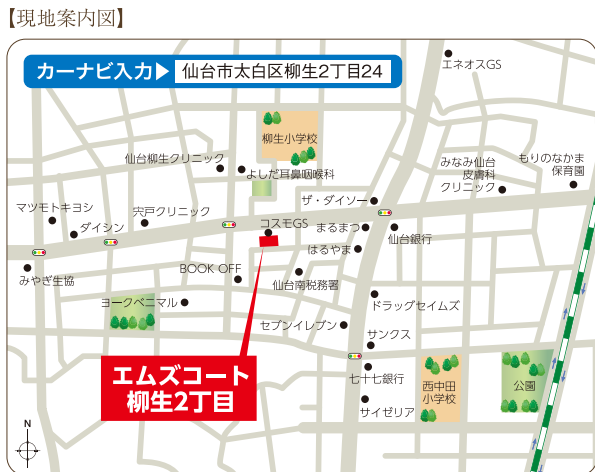 【現地案内図】
カーナビ入力▶ 仙台市太白区柳生2丁目24
エネオスGS
柳生小学校
仙台柳生クリニック
よしだ耳鼻咽喉科
みなみ仙台
皮膚科
クリニック
もりのなかま
保育園
マツモトキヨシ
ダイシン
宍戸クリニック
ザ・ダイソー
コスモGS
まるまつ
仙台銀行
はるやま
みやぎ生協
BOOK OFF
仙台南税務署
ヨークベニマル
ドラッグセイムズ
セブンイレブン
サンクス
エムズコート
柳生2丁目
七十七銀行
西中田
小学校
公園
サイゼリア
N